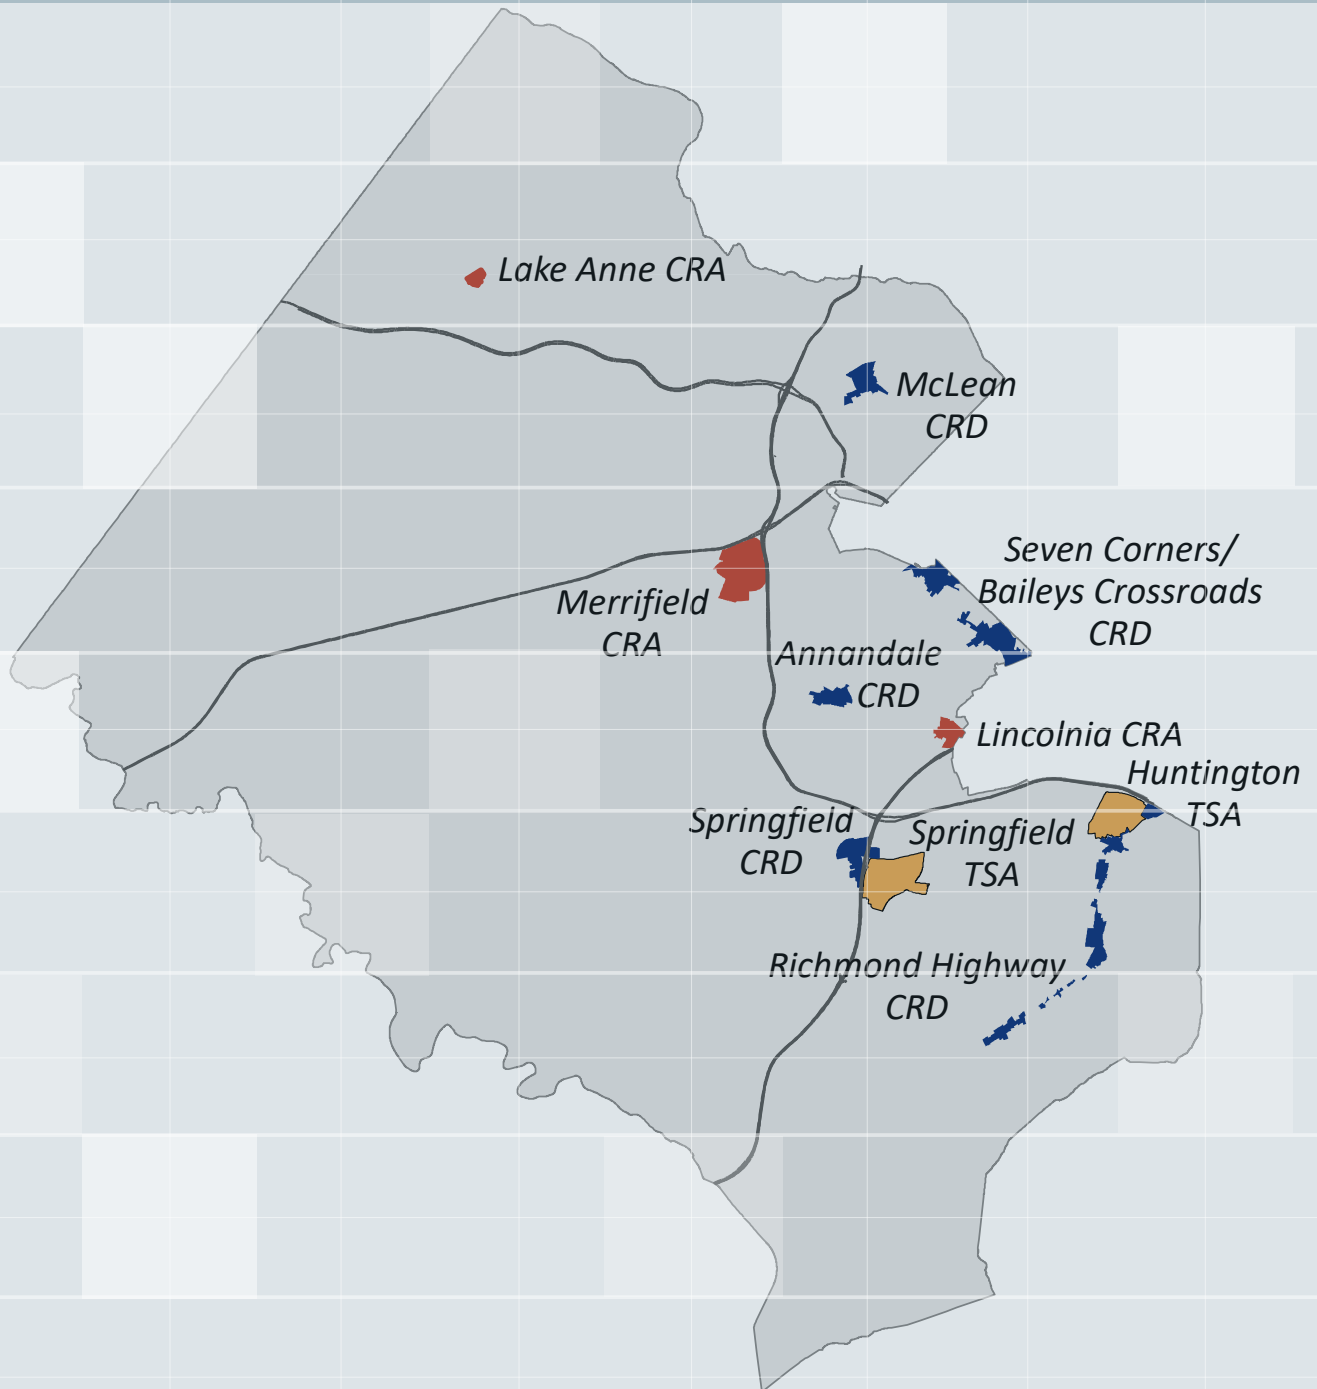 Lake Anne CRA
McLean
CRD
Seven Corners/
Baileys Crossroads
CRD
Merrifield
CRA
Annandale
CRD
Lincolnia CRA
Huntington
TSA
Springfield
CRD
Springfield
TSA
Richmond Highway
CRD